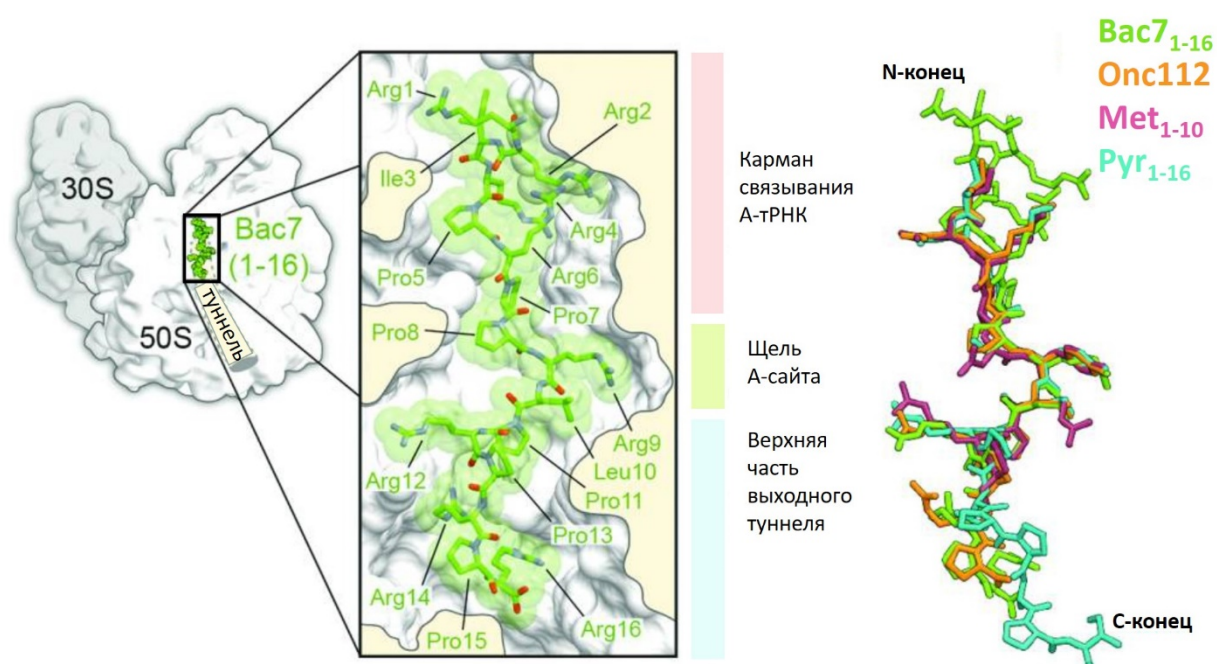 30S
50S
Bac7
(1-16)
туннель
Arg1
Arg2
Ile3
Arg4
Pro5
Arg6
Pro7
Pro8
Arg9
Leu10
Arg12
Pro11
Pro13
Arg14
Pro15
Arg16
Карман
связывания
А-тРНК
Щель
А-сайта
Верхняя
часть
выходного
туннеля
N-конец
C-конец
Bac7₁₋₁₆
Onc112
Met₁₋₁₀
Pyr₁₋₁₆